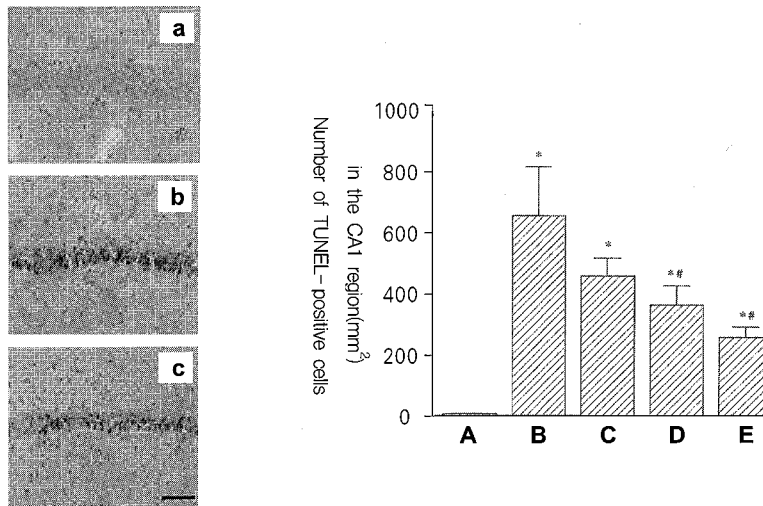 a
b
c
Number of TUNEL-positive cells
in the CA1 region(mm²)
1000
800
600
400
200
0
*
*
*#
*#
A B C D E